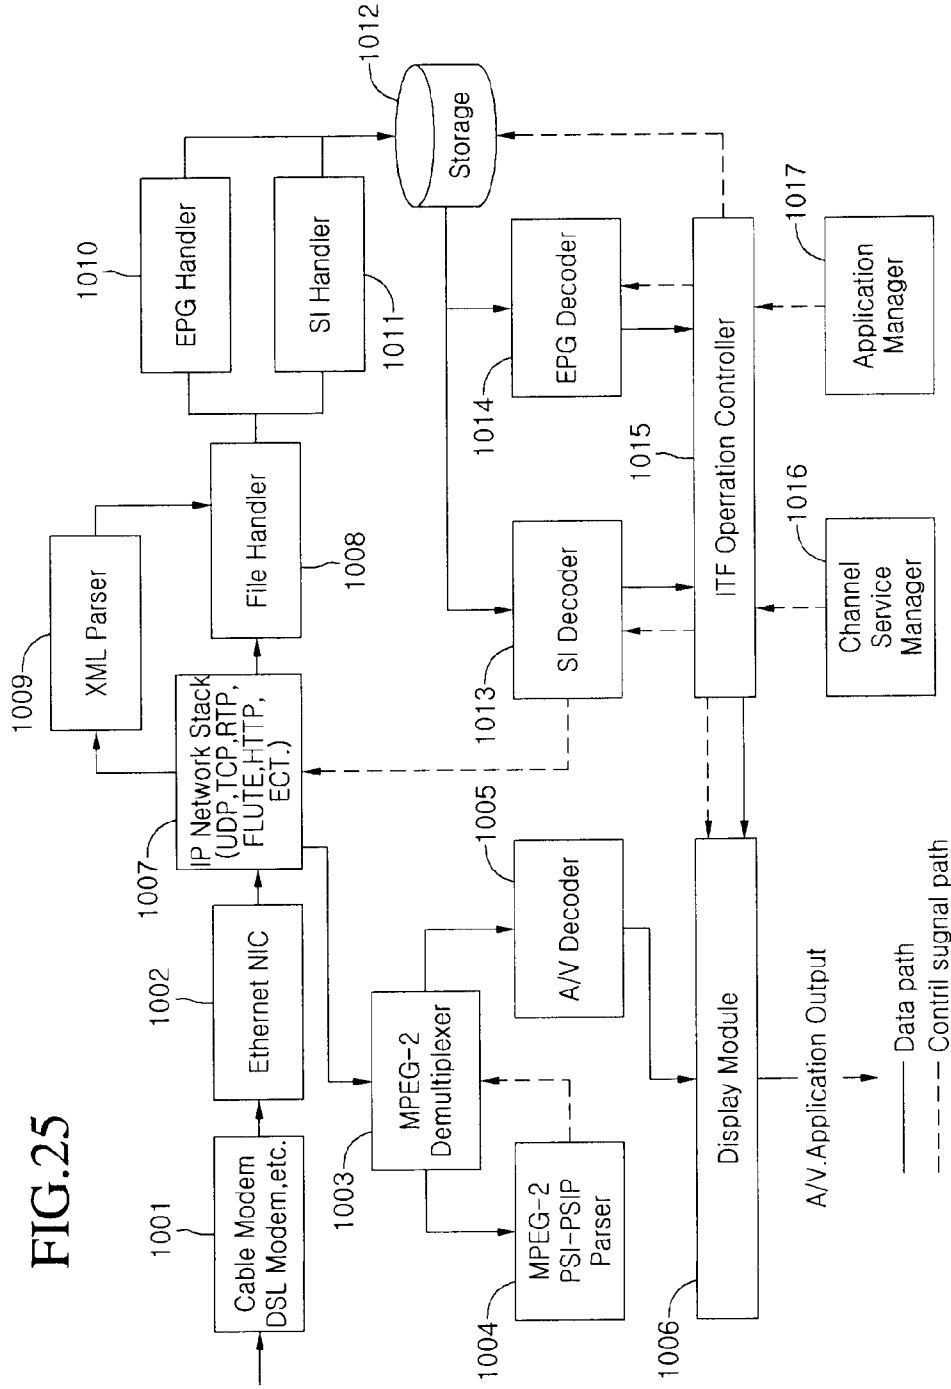 FIG.25
1001
Cable Modem
DSL Modem,etc.
1002
Ethernet NIC
1007
IP Network Stack
(UDP,TCP,RTP,
FLUTE,HTTP,
ECT.)
1009
XML Parser
File Handler
1008
1010
EPG Handler
SI Handler
1011
1012
Storage
1003
MPEG-2
Demultiplexer
1004
MPEG-2
PSI-PSIP
Parser
1005
A/V Decoder
1013
SI Decoder
1014
EPG Decoder
1006
Display Module
1015
iTF Operration Controller
1016
Channel
Service
Manager
1017
Application
Manager
A/V.Application Output
Data path
Contril sugnal path